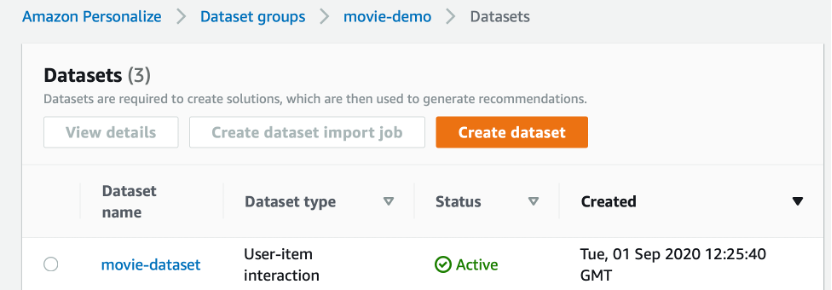 Amazon Personalize > Dataset groups > movie-demo > Datasets
Datasets (3)
Datasets are required to create solutions, which are then used to generate recommendations.
View details Create dataset import job Create dataset
Dataset name Dataset type Status Created
movie-dataset User-item interaction Active Tue, 01 Sep 2020 12:25:40 GMT